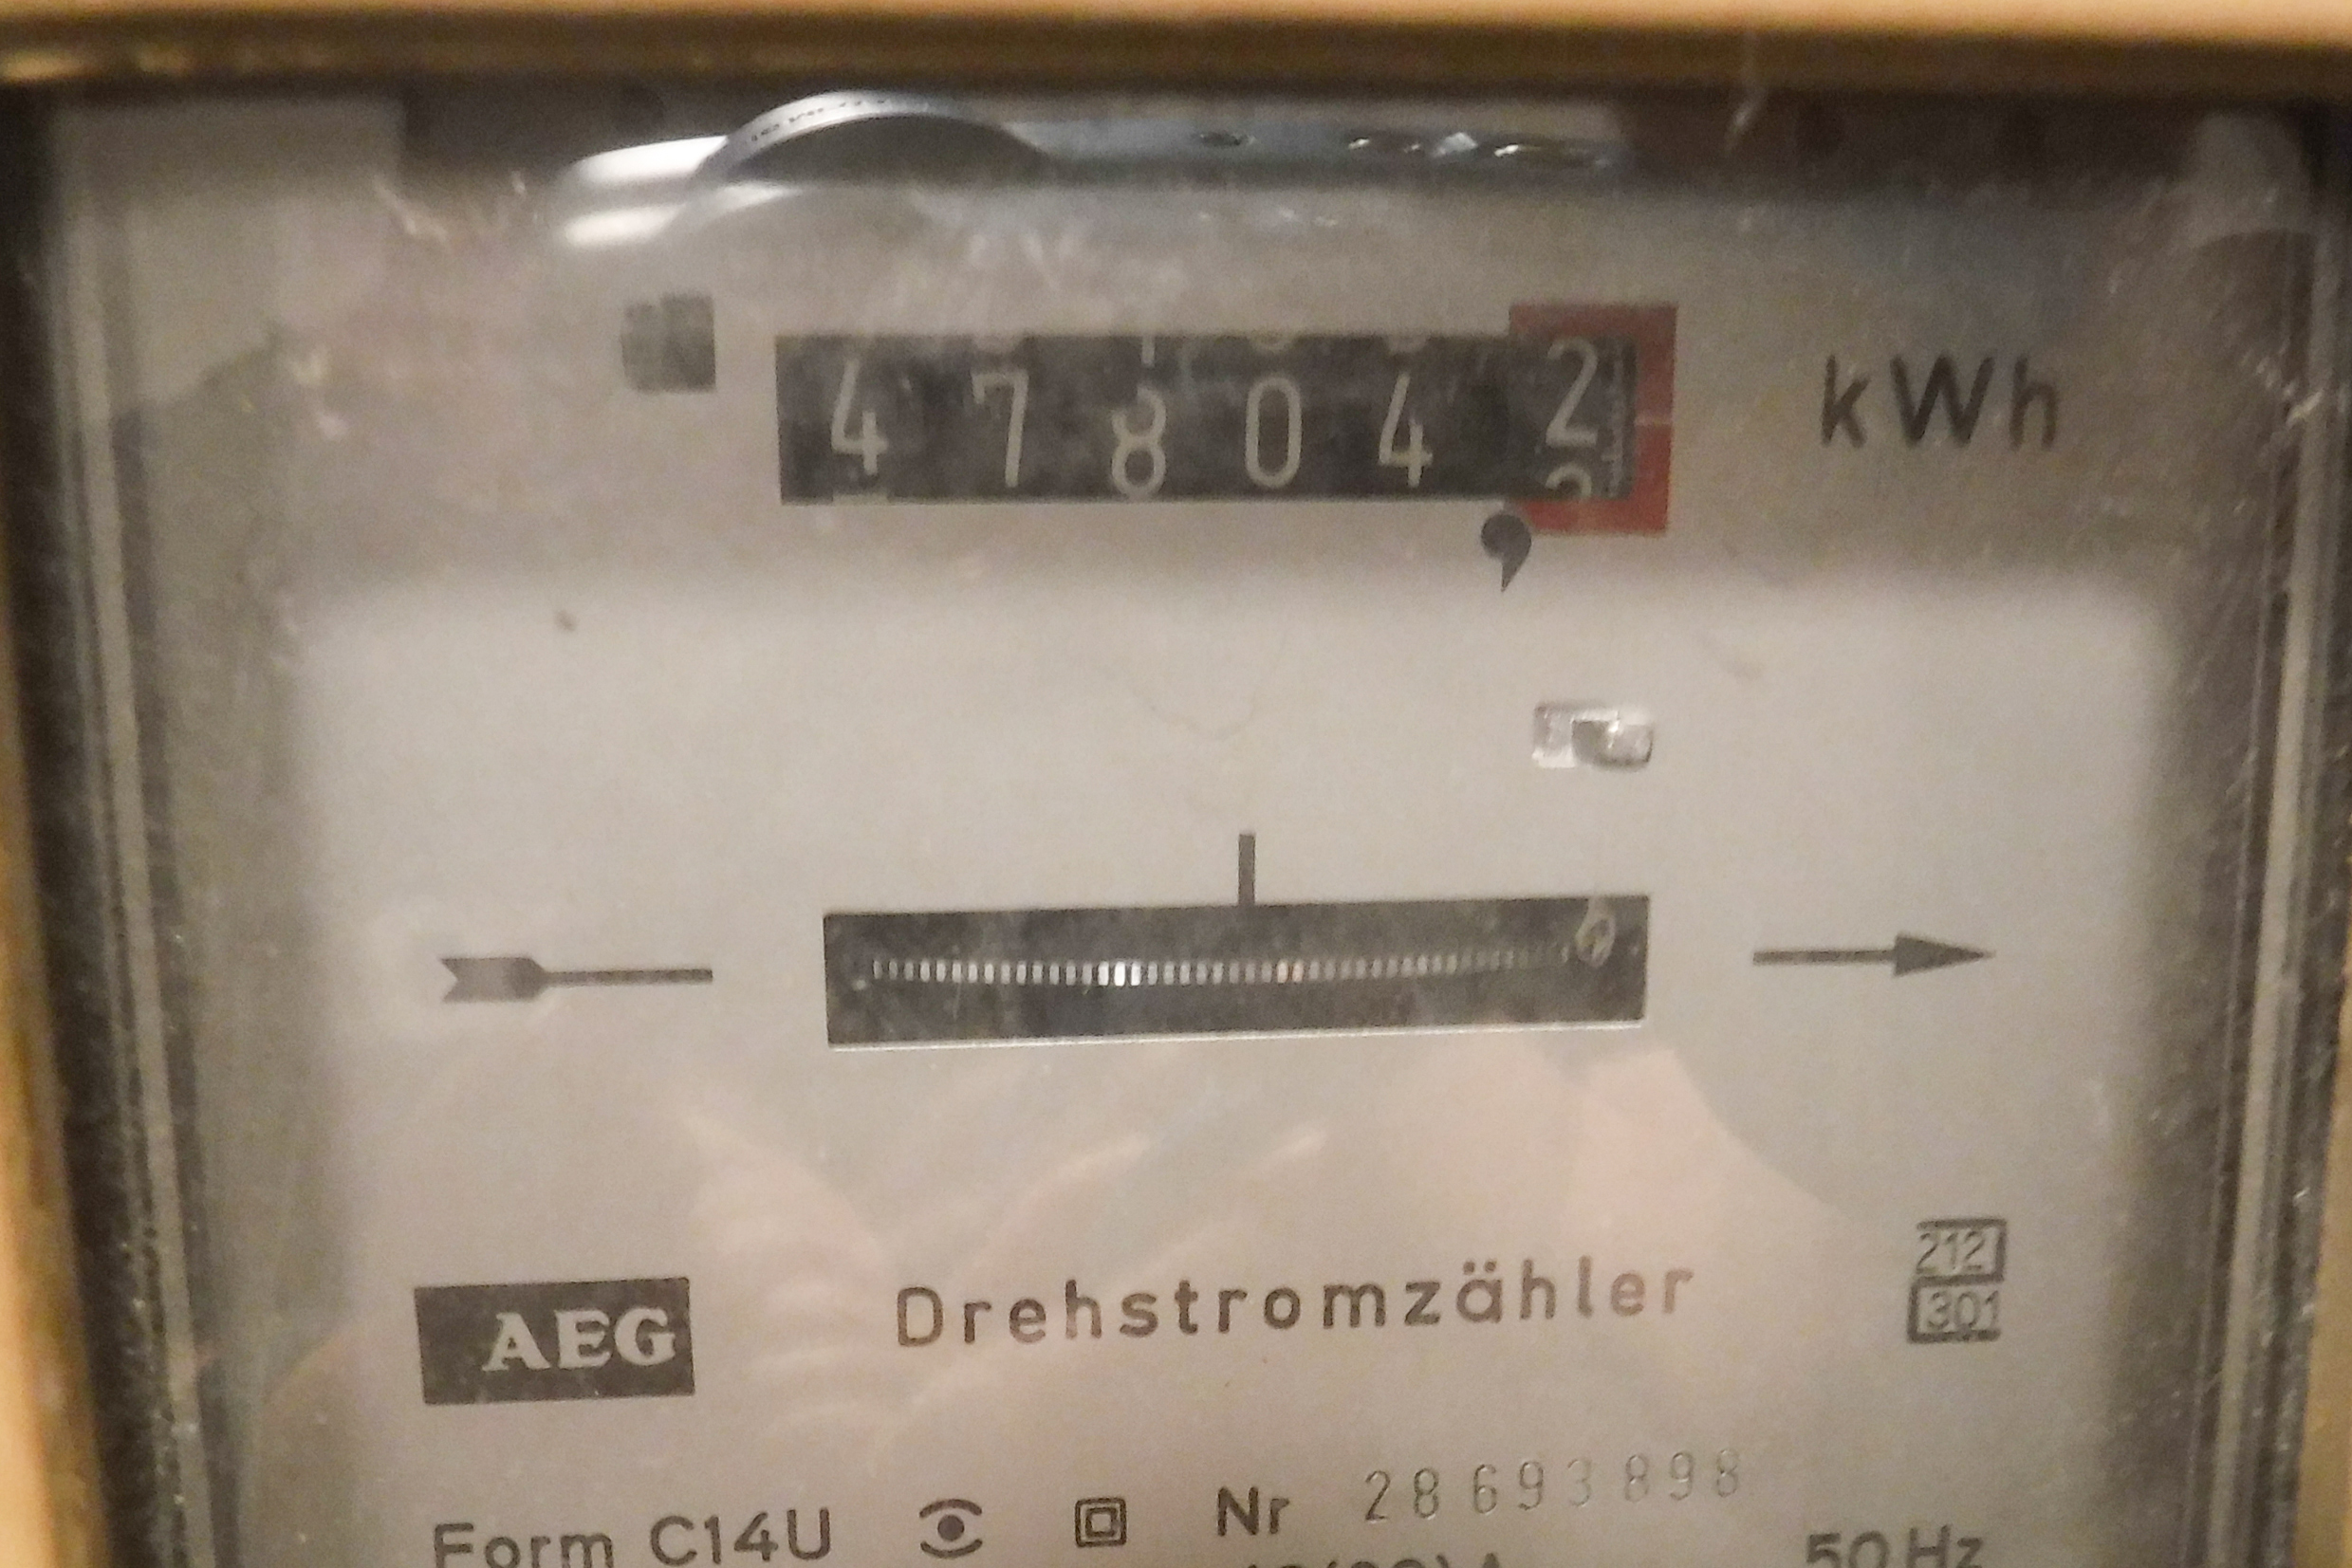 47804 2 kWh
,
AEG Drehstromzähler 212 301
Form C14U Nr 28693898
50 Hz